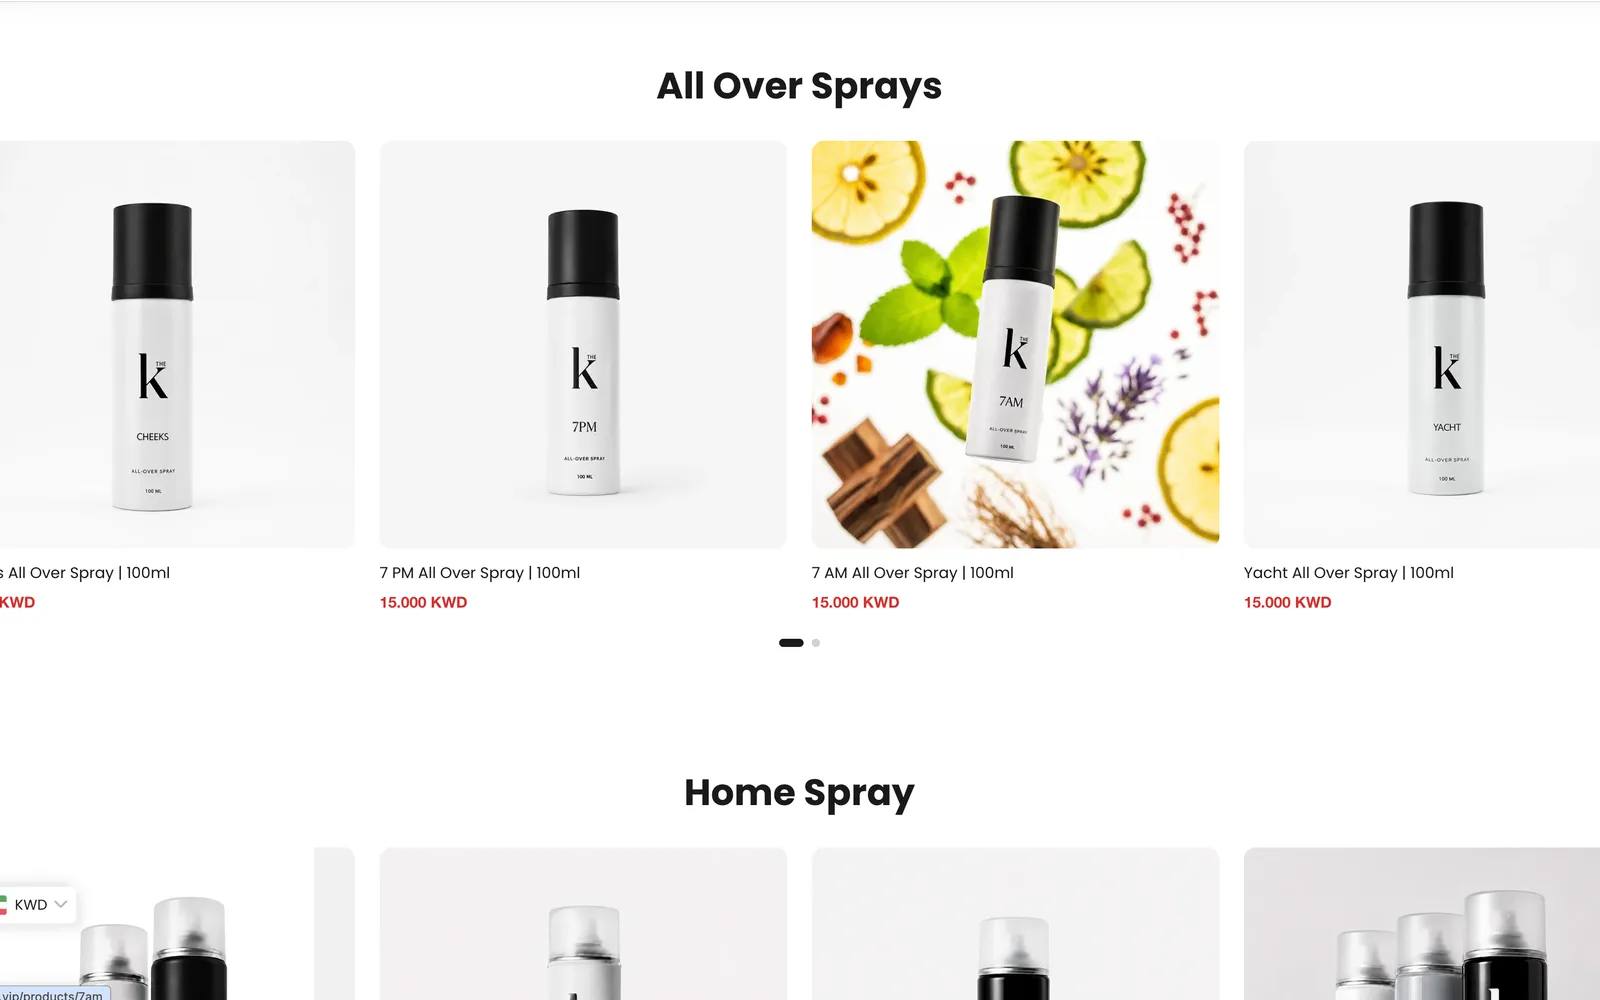 All Over Sprays
THE
k
CHEEKS
ALL-OVER SPRAY
100 ML
THE
k
7PM
ALL-OVER SPRAY
100 ML
THE
k
7AM
ALL-OVER SPRAY
100 ML
THE
k
YACHT
ALL-OVER SPRAY
100 ML
s All Over Spray | 100ml
KWD
7 PM All Over Spray | 100ml
15.000 KWD
7 AM All Over Spray | 100ml
15.000 KWD
Yacht All Over Spray | 100ml
15.000 KWD
Home Spray
KWD
.vip/products/7am